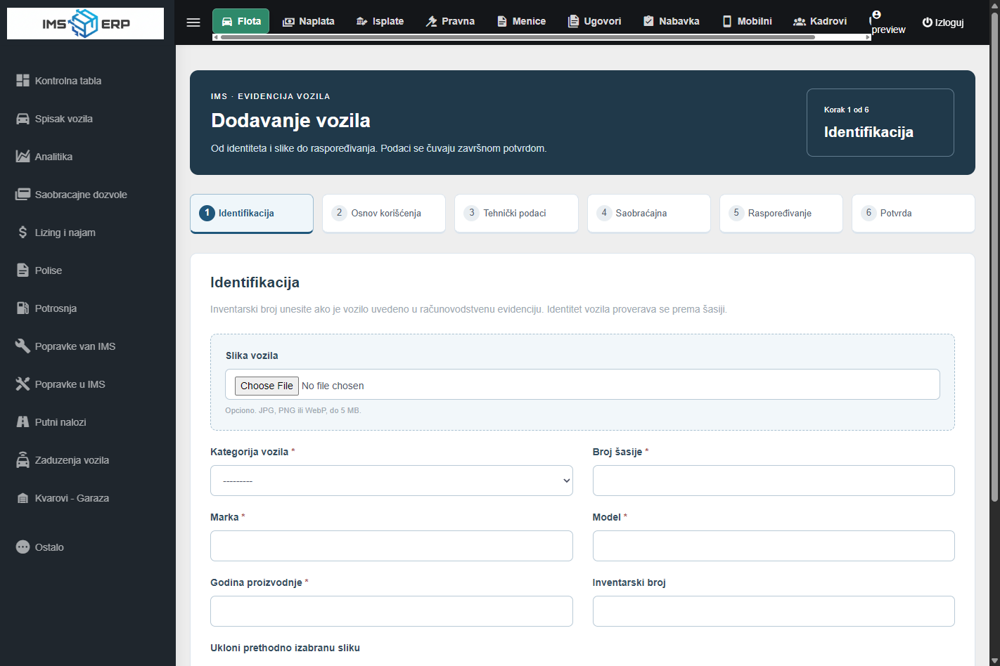 IMS ERP
Flota
Naplata
Isplate
Pravna
Menice
Ugovori
Nabavka
Mobilni
Kadrovi
preview
Izloguj
Kontrolna tabla
Spisak vozila
Analitika
Saobracajne dozvole
Lizing i najam
Polise
Potrosnja
Popravke van IMS
Popravke u IMS
Putni nalozi
Zaduzenja vozila
Kvarovi - Garaza
Ostalo
IMS · EVIDENCIJA VOZILA
Dodavanje vozila
Od identiteta i slike do raspoređivanja. Podaci se čuvaju završnom potvrdom.
Korak 1 od 6
Identifikacija
1 Identifikacija
2 Osnov korišćenja
3 Tehnički podaci
4 Saobraćajna
5 Raspoređivanje
6 Potvrda
Identifikacija
Inventarski broj unesite ako je vozilo uvedeno u računovodstvenu evidenciju. Identitet vozila proverava se prema šasiji.
Slika vozila
Choose File No file chosen
Opciono. JPG, PNG ili WebP, do 5 MB.
Kategorija vozila *
Broj šasije *
---------
Marka *
Model *
Godina proizvodnje *
Inventarski broj
Ukloni prethodno izabranu sliku